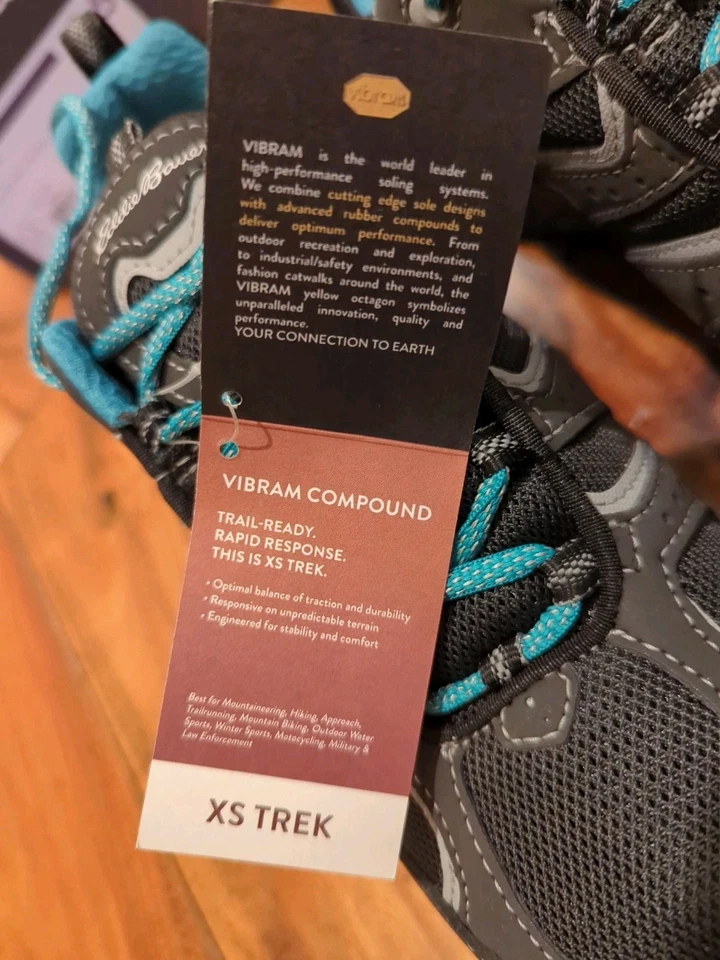 vibram
Eddie Bauer
VIBRAM is the world leader in
high-performance soling systems.
We combine cutting edge sole designs
with advanced rubber compounds to
deliver optimum performance. From
outdoor recreation and exploration,
to industrial/safety environments, and
fashion catwalks around the world, the
VIBRAM yellow octagon symbolizes
unparalleled innovation, quality and
performance.
YOUR CONNECTION TO EARTH
VIBRAM COMPOUND
TRAIL-READY.
RAPID RESPONSE.
THIS IS XS TREK.
• Optimal balance of traction and durability
• Responsive on unpredictable terrain
• Engineered for stability and comfort
Best for Mountaineering, Hiking, Approach,
Trailrunning, Mountain Biking, Outdoor Water
Sports, Winter Sports, Motocycling, Military &
Law Enforcement
XS TREK